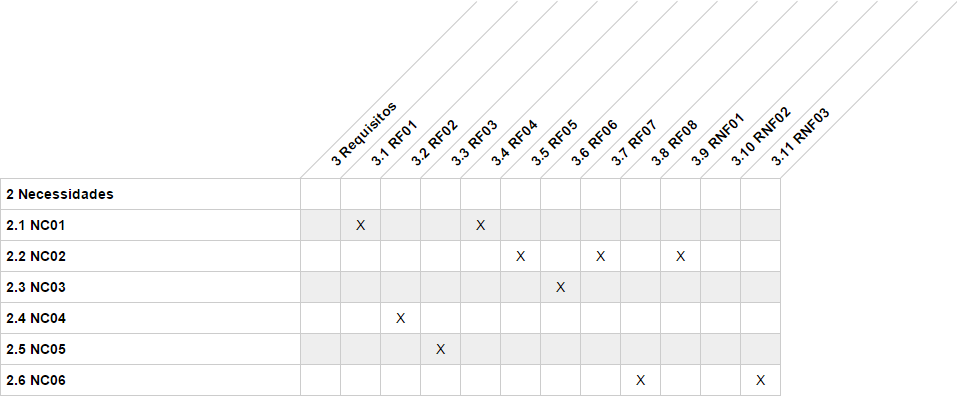 3 Requisitos
3.1 RF01
3.2 RF02
3.3 RF03
3.4 RF04
3.5 RF05
3.6 RF06
3.7 RF07
3.8 RF08
3.9 RNF01
3.10 RNF02
3.11 RNF03
2 Necessidades
2.1 NC01 X X
2.2 NC02 X X X
2.3 NC03 X
2.4 NC04 X
2.5 NC05 X
2.6 NC06 X X